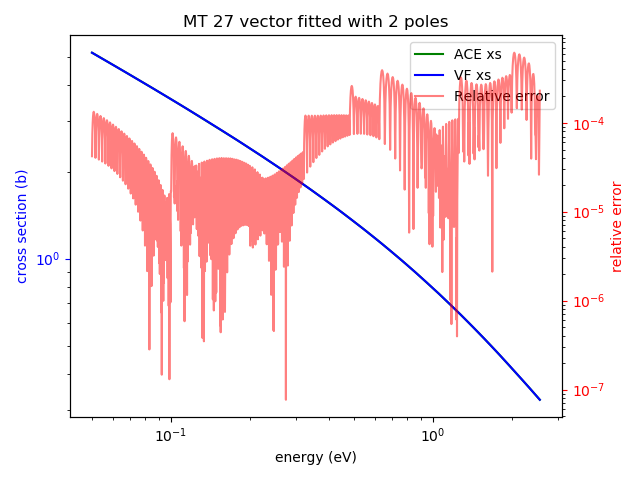 MT 27 vector fitted with 2 poles
ACE xs
VF xs
Relative error
cross section (b)
10⁰
10⁻⁴
10⁻⁵
10⁻⁶
10⁻⁷
relative error
10⁻¹
10⁰
energy (eV)